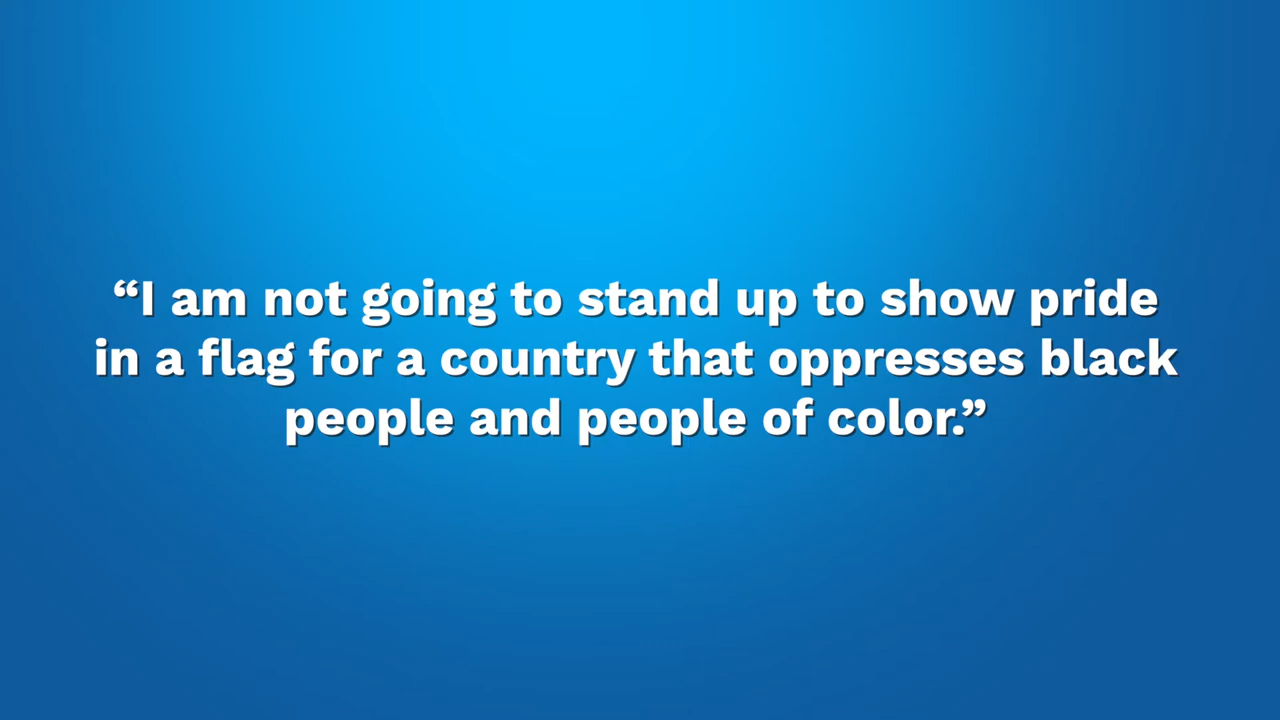 “I am not going to stand up to show pride
in a flag for a country that oppresses black
people and people of color.”